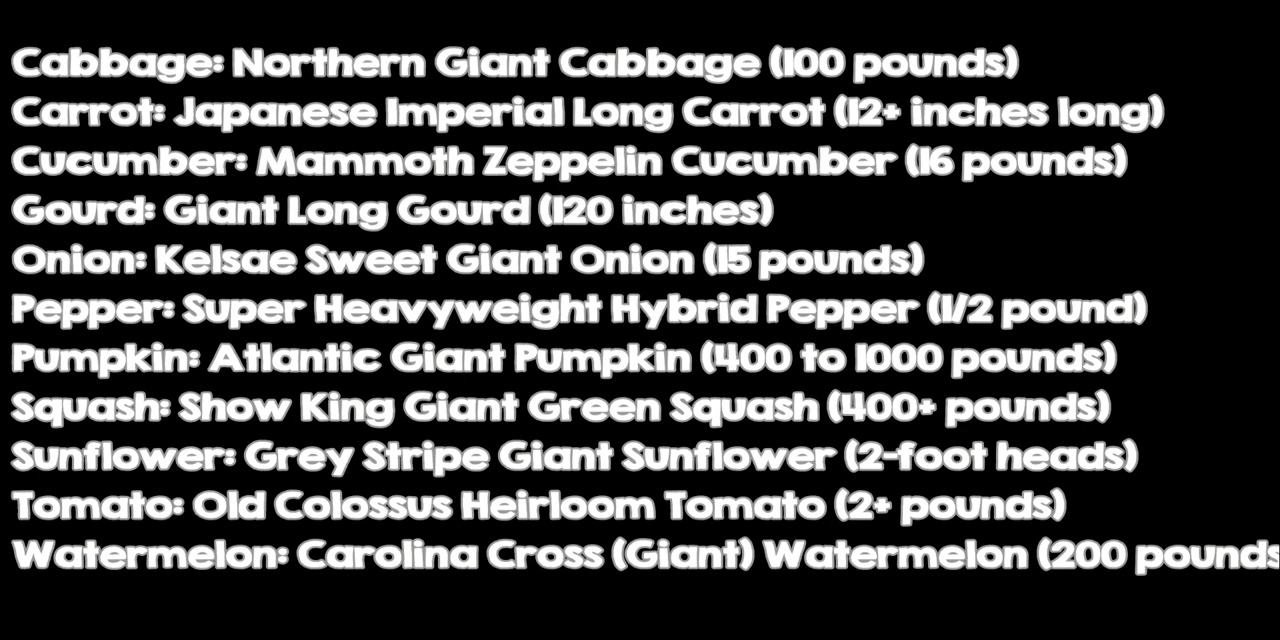 Cabbage: Northern Giant Cabbage (100 pounds)
Carrot: Japanese Imperial Long Carrot (12+ inches long)
Cucumber: Mammoth Zeppelin Cucumber (16 pounds)
Gourd: Giant Long Gourd (120 inches)
Onion: Kelsae Sweet Giant Onion (15 pounds)
Pepper: Super Heavyweight Hybrid Pepper (1/2 pound)
Pumpkin: Atlantic Giant Pumpkin (400 to 1000 pounds)
Squash: Show King Giant Green Squash (400+ pounds)
Sunflower: Grey Stripe Giant Sunflower (2-foot heads)
Tomato: Old Colossus Heirloom Tomato (2+ pounds)
Watermelon: Carolina Cross (Giant) Watermelon (200 pounds